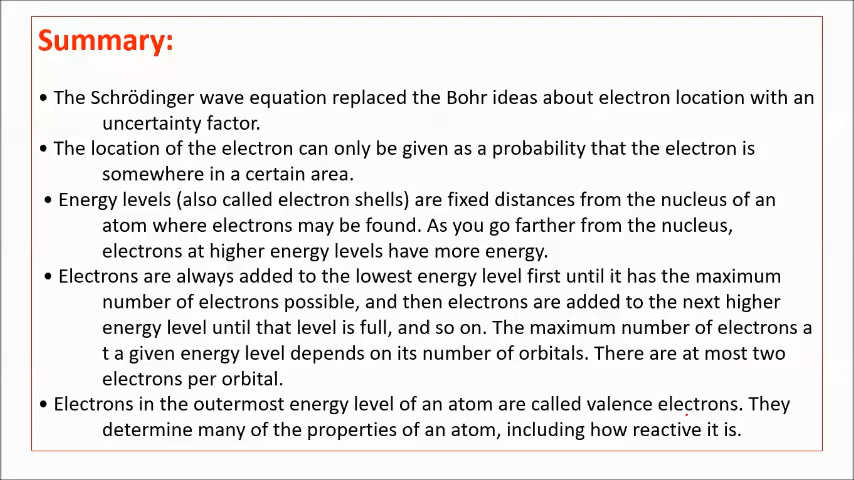 Summary:
• The Schrödinger wave equation replaced the Bohr ideas about electron location with an
uncertainty factor.
• The location of the electron can only be given as a probability that the electron is
somewhere in a certain area.
• Energy levels (also called electron shells) are fixed distances from the nucleus of an
atom where electrons may be found. As you go farther from the nucleus,
electrons at higher energy levels have more energy.
• Electrons are always added to the lowest energy level first until it has the maximum
number of electrons possible, and then electrons are added to the next higher
energy level until that level is full, and so on. The maximum number of electrons a
t a given energy level depends on its number of orbitals. There are at most two
electrons per orbital.
• Electrons in the outermost energy level of an atom are called valence electrons. They
determine many of the properties of an atom, including how reactive it is.